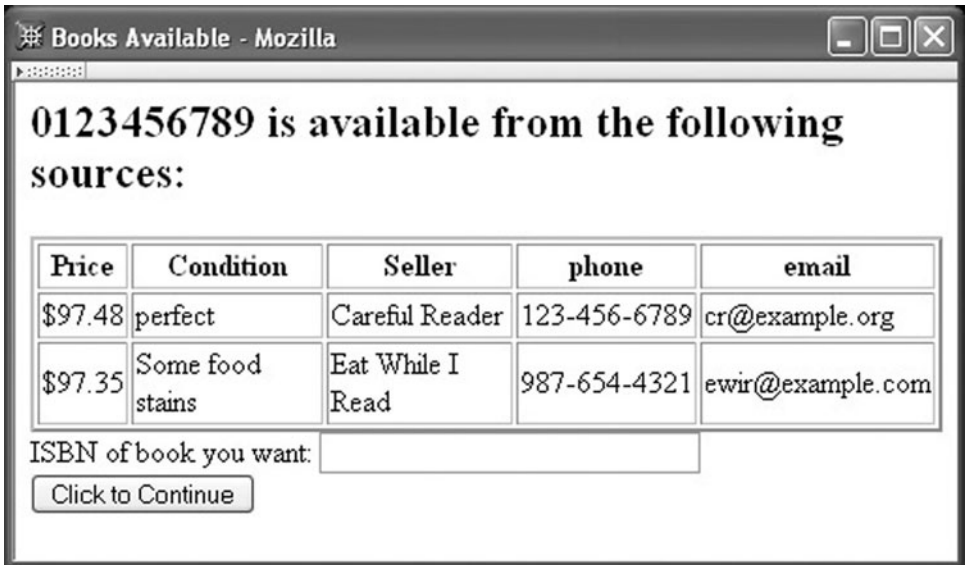 Books Available - Mozilla
0123456789 is available from the following
sources:
Price Condition Seller phone email
$97.48 perfect Careful Reader 123-456-6789 cr@example.org
$97.35 Some food stains Eat While I Read 987-654-4321 ewir@example.com
ISBN of book you want:
Click to Continue